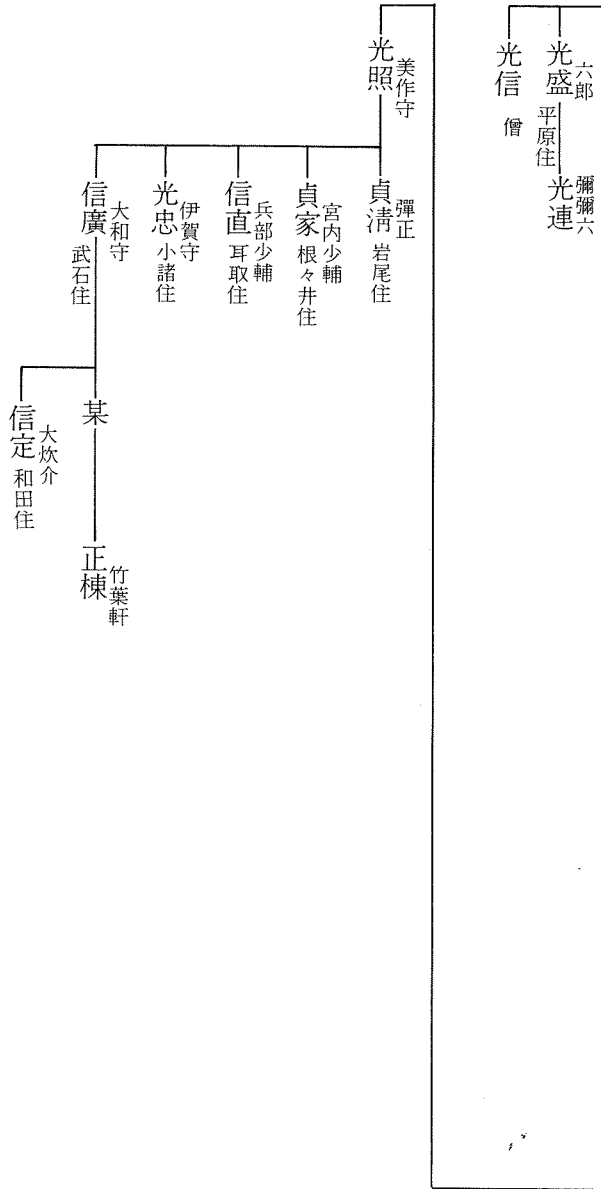 六郎
光盛
平原住
彌彌六
光連
光信
僧
美作守
光照
彈正
貞淸
岩尾住
宮内少輔
貞家
根々井住
兵部少輔
信直
耳取住
伊賀守
光忠
小諸住
大和守
信廣
武石住
某
竹葉軒
正棟
大炊介
信定
和田住